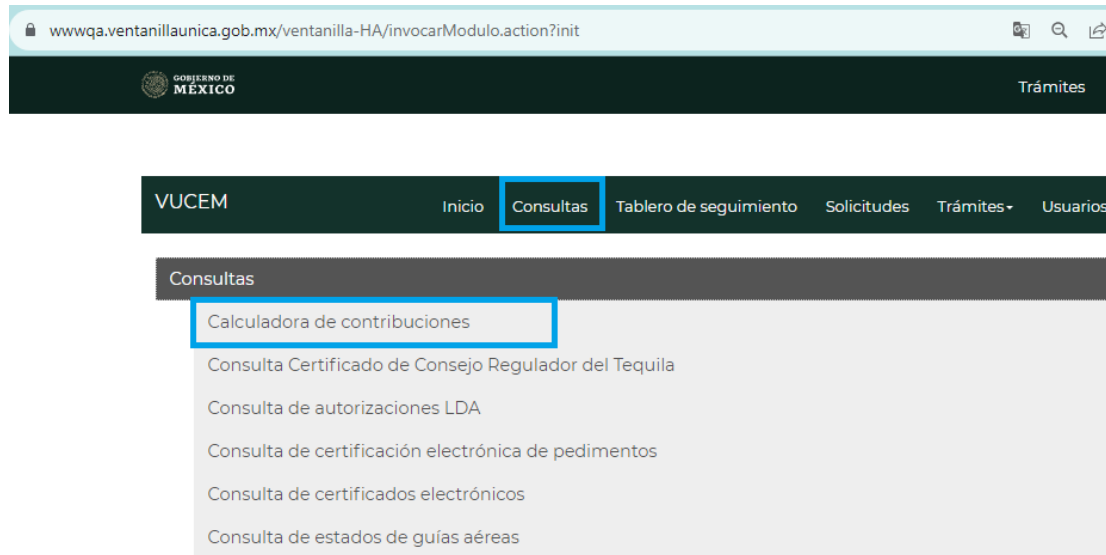 wwwqa.ventanillaunica.gob.mx/ventanilla-HA/invocarModulo.action?init
GOBIERNO DE
MÉXICO
Trámites
VUCEM Inicio Consultas Tablero de seguimiento Solicitudes Trámites Usuarios
Consultas
Calculadora de contribuciones
Consulta Certificado de Consejo Regulador del Tequila
Consulta de autorizaciones LDA
Consulta de certificación electrónica de pedimentos
Consulta de certificados electrónicos
Consulta de estados de guías aéreas